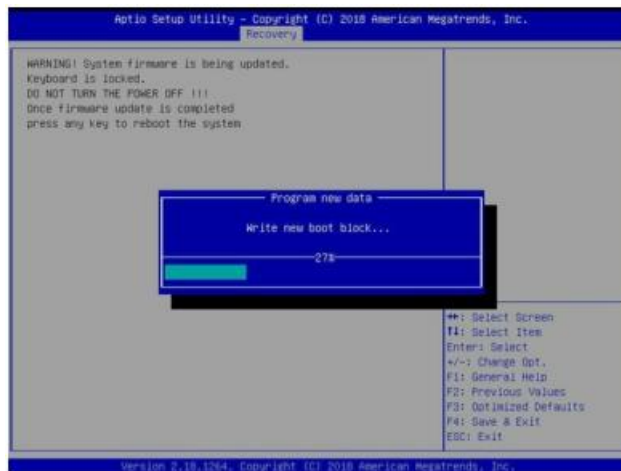 Aptio Setup Utility - Copyright (C) 2018 American Megatrends, Inc.
Recovery
WARNING! System firmware is being updated.
Keyboard is locked.
DO NOT TURN THE POWER OFF !!!
Once firmware update is completed
press any key to reboot the system
Program new data
Write new boot block...
27%
↔: Select Screen
↑↓: Select Item
Enter: Select
+/-: Change Opt.
F1: General Help
F2: Previous Values
F3: Optimized Defaults
F4: Save & Exit
ESC: Exit
Version 2.18.1264. Copyright (C) 2018 American Megatrends, Inc.